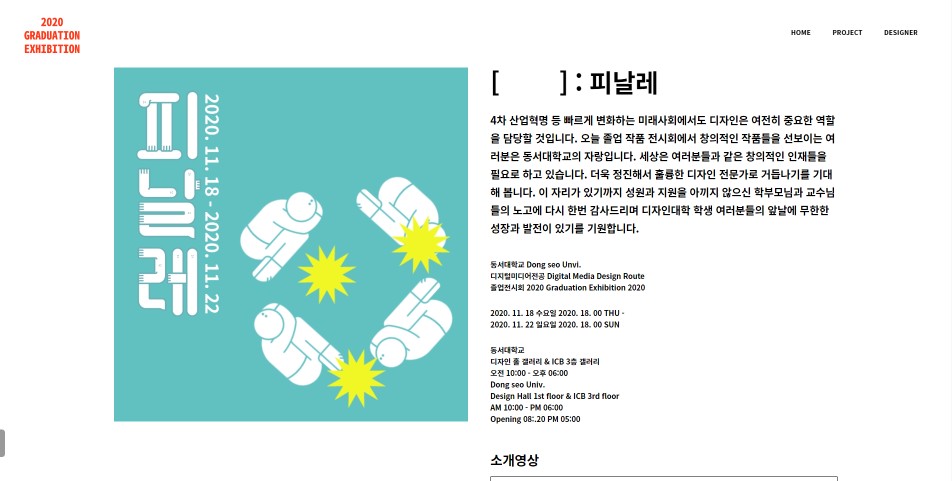 2020
GRADUATION
EXHIBITION
HOME
PROJECT
DESIGNER
피날레
2020. 11. 18 - 2020. 11. 22
[ ] : 피날레
4차 산업혁명 등 빠르게 변화하는 미래사회에서도 디자인은 여전히 중요한 역할
을 담당할 것입니다. 오늘 졸업 작품 전시회에서 창의적인 작품들을 선보이는 여
러분은 동서대학교의 자랑입니다. 세상은 여러분들과 같은 창의적인 인재들을
필요로 하고 있습니다. 더욱 정진해서 훌륭한 디자인 전문가로 거듭나기를 기대
해 봅니다. 이 자리가 있기까지 성원과 지원을 아끼지 않으신 학부모님과 교수님
들의 노고에 다시 한번 감사드리며 디자인대학 학생 여러분들의 앞날에 무한한
성장과 발전이 있기를 기원합니다.
동서대학교 Dong seo Unvi.
디지털미디어전공 Digital Media Design Route
졸업전시회 2020 Graduation Exhibition 2020
2020. 11. 18 수요일 2020. 18. 00 THU -
2020. 11. 22 일요일 2020. 18. 00 SUN
동서대학교
디자인 홀 갤러리 & ICB 3층 갤러리
오전 10:00 - 오후 06:00
Dong seo Univ.
Design Hall 1st floor & ICB 3rd floor
AM 10:00 - PM 06:00
Opening 08:.20 PM 05:00
소개영상